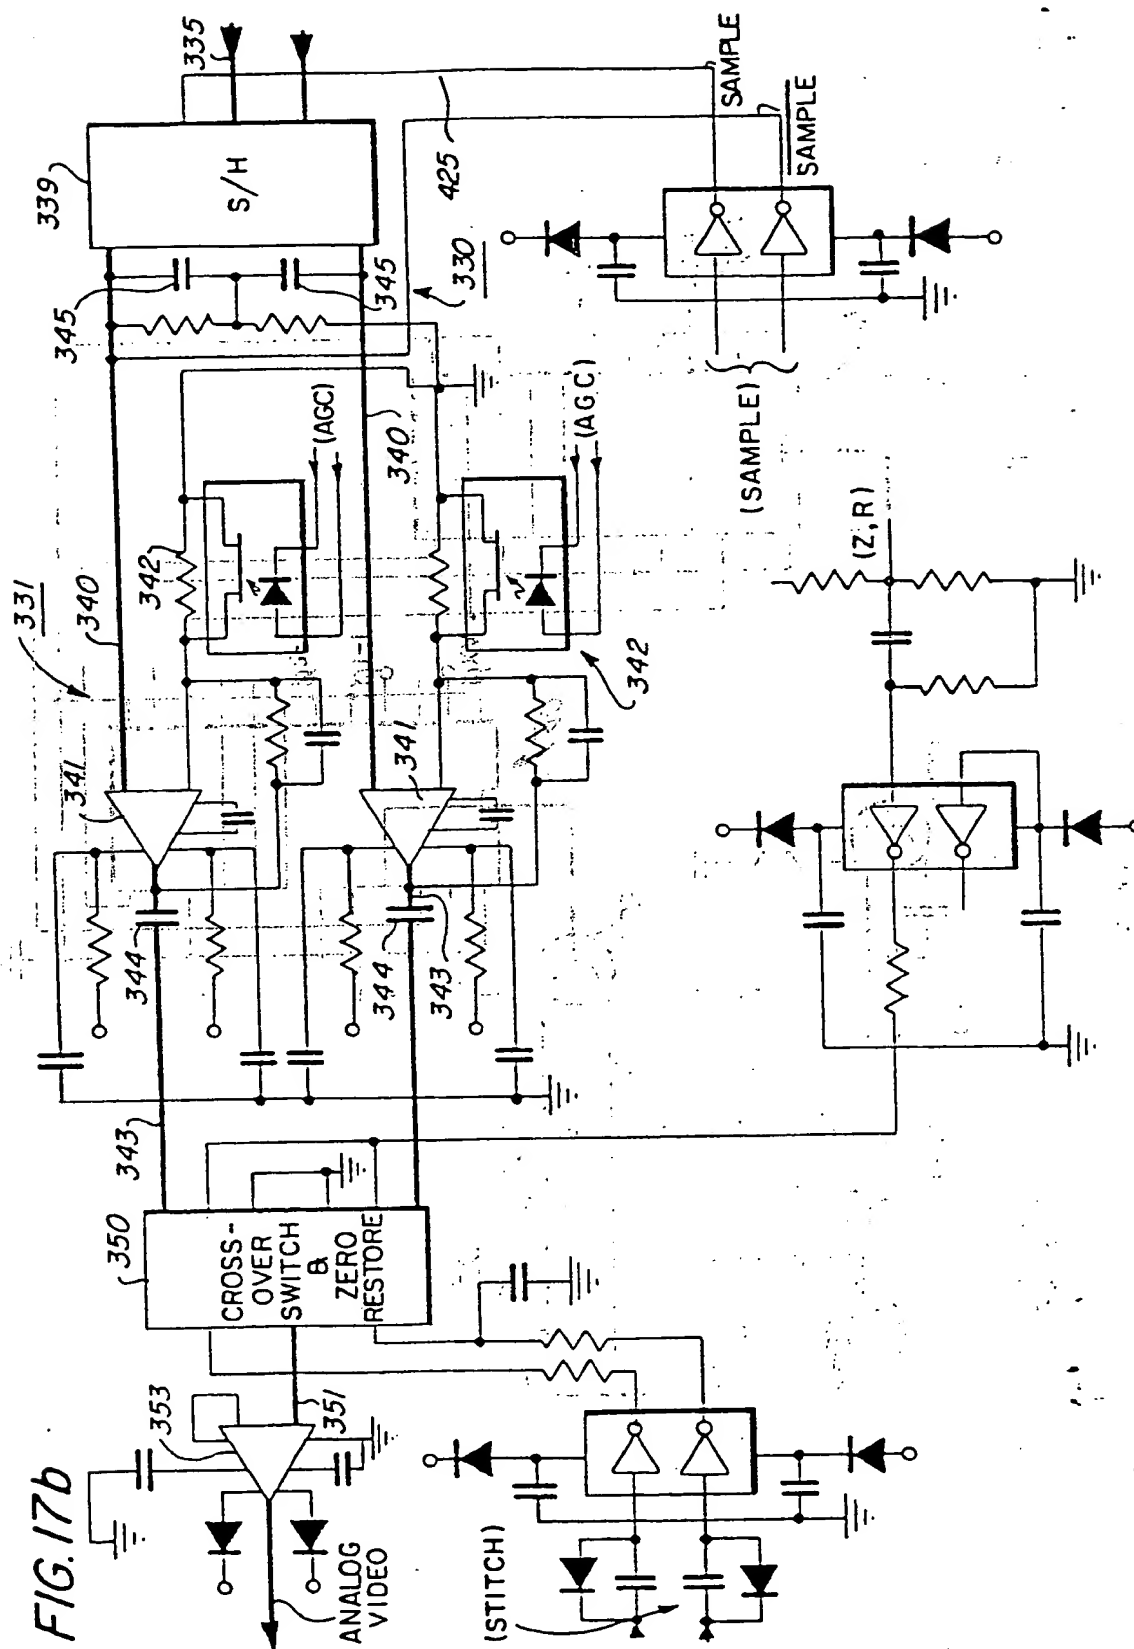 FIG. 17b
335
339
S/H
SAMPLE
SAMPLE
425
345
345
330
(SAMPLE)
331
340
340
342
(AGC)
(AGC)
342
341
341
(Z,R)
344
344
343
343
350
CROSS-
OVER
SWITCH
&
ZERO
RESTORE
353
351
ANALOG
VIDEO
(STITCH)